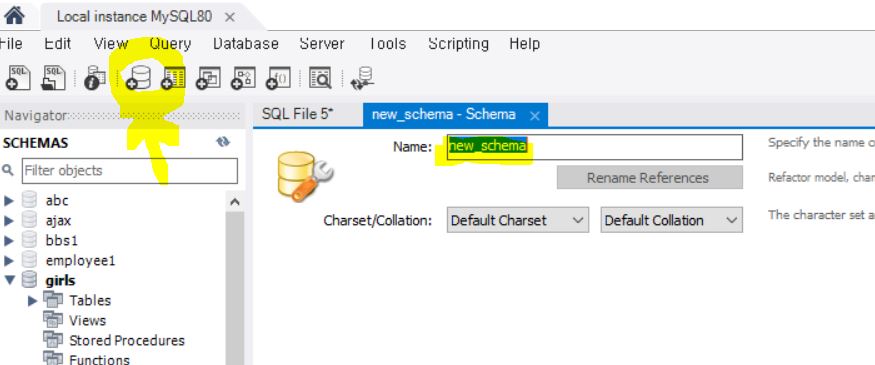 Local instance MySQL80 ×
File Edit View Query Database Server Tools Scripting Help
SQL SQL
Navigator
SQL File 5*
new_schema - Schema ×
SCHEMAS
Filter objects
abc
ajax
bbs1
employee1
girls
Tables
Views
Stored Procedures
Functions
Name: new_schema
Specify the name
Rename References
Refactor model,
Charset/Collation: Default Charset Default Collation
The character set